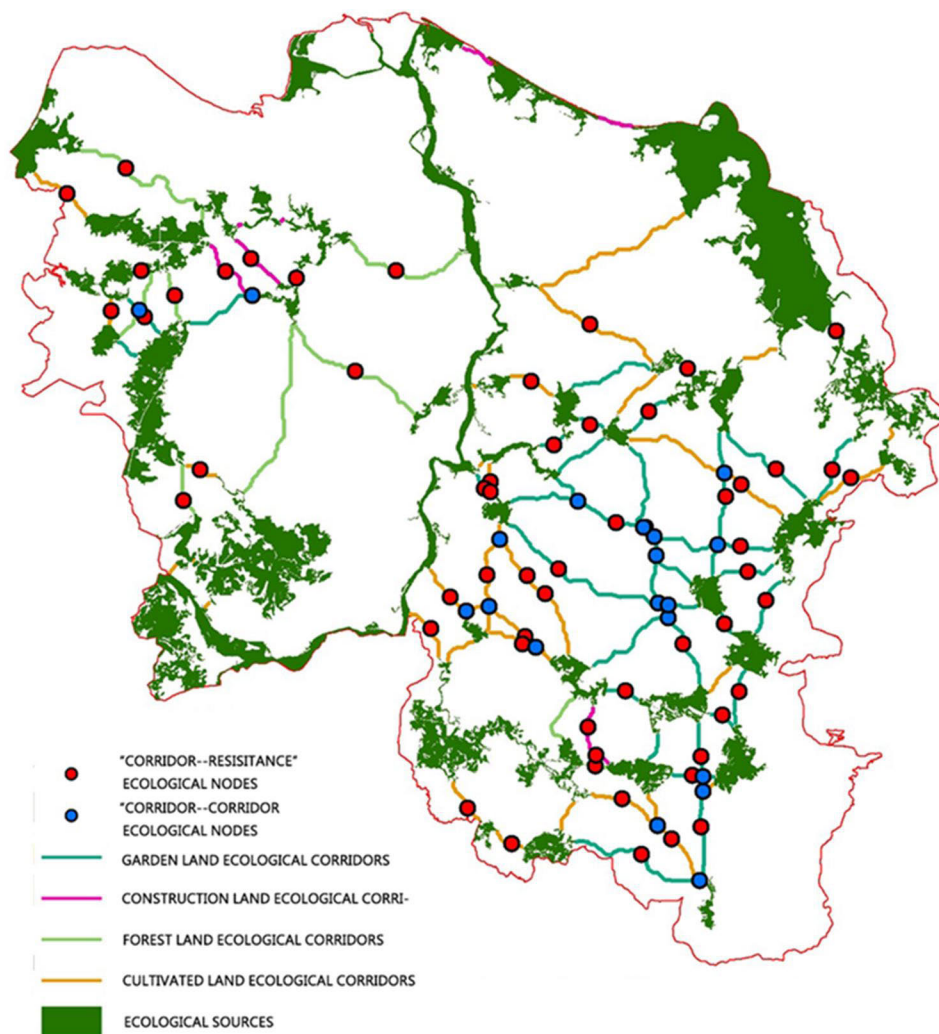 "CORRIDOR--RESISITANCE"
ECOLOGICAL NODES
"CORRIDOR--CORRIDOR
ECOLOGICAL NODES
GARDEN LAND ECOLOGICAL CORRIDORS
CONSTRUCTION LAND ECOLOGICAL CORRI-
FOREST LAND ECOLOGICAL CORRIDORS
CULTIVATED LAND ECOLOGICAL CORRIDORS
ECOLOGICAL SOURCES